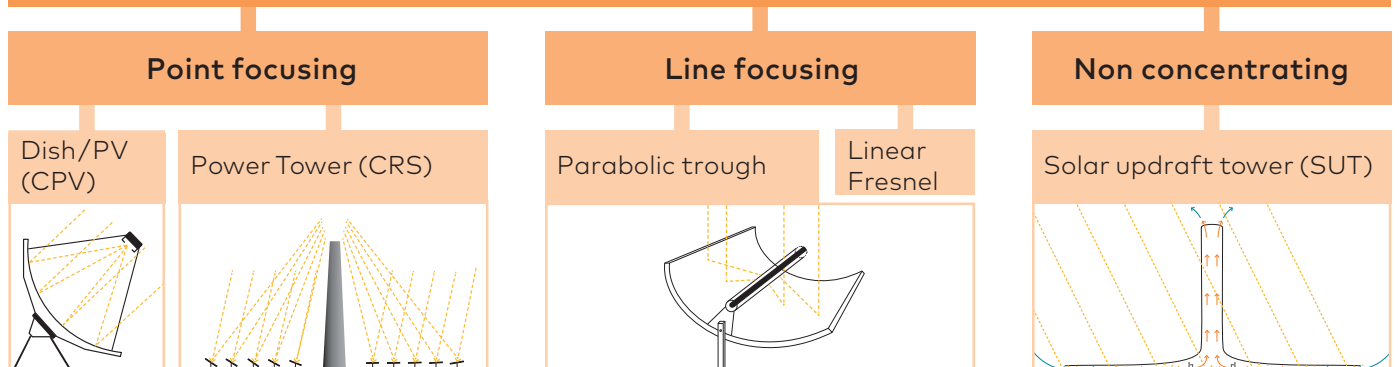 Point focusing
Line focusing
Non concentrating
Dish/PV
(CPV)
Power Tower (CRS)
Parabolic trough
Linear
Fresnel
Solar updraft tower (SUT)